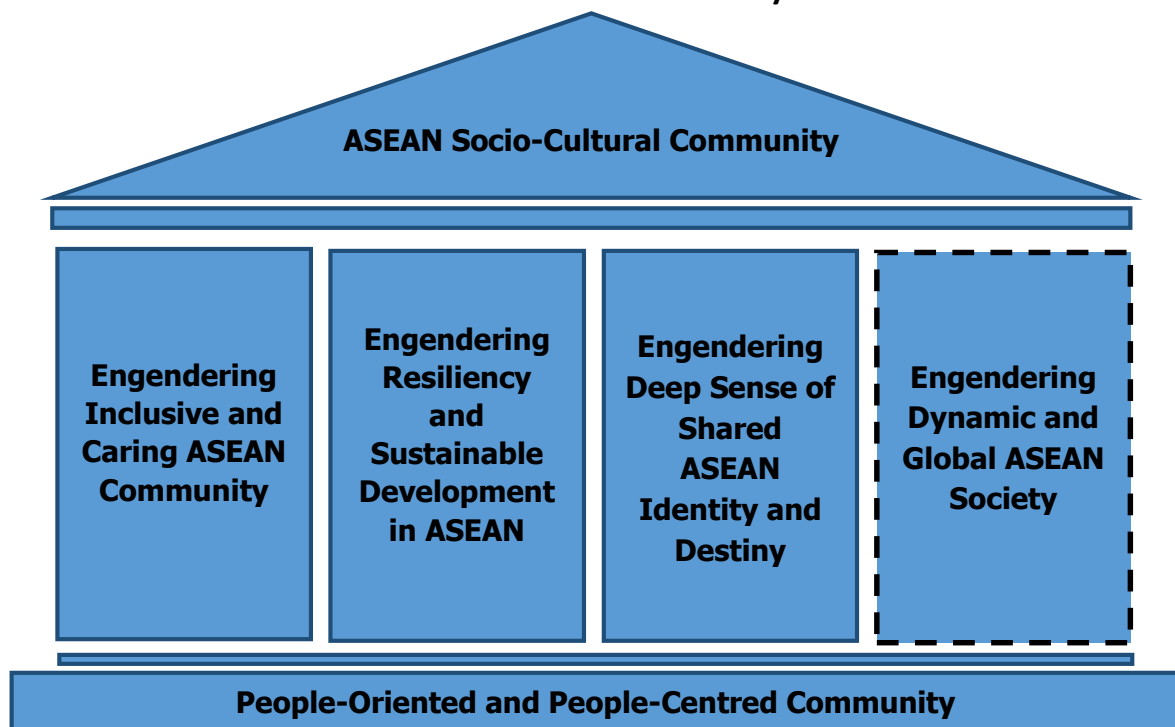 ASEAN Socio-Cultural Community
Engendering
Inclusive and
Caring ASEAN
Community
Engendering
Resiliency
and
Sustainable
Development
in ASEAN
Engendering
Deep Sense of
Shared
ASEAN
Identity and
Destiny
Engendering
Dynamic and
Global ASEAN
Society
People-Oriented and People-Centred Community